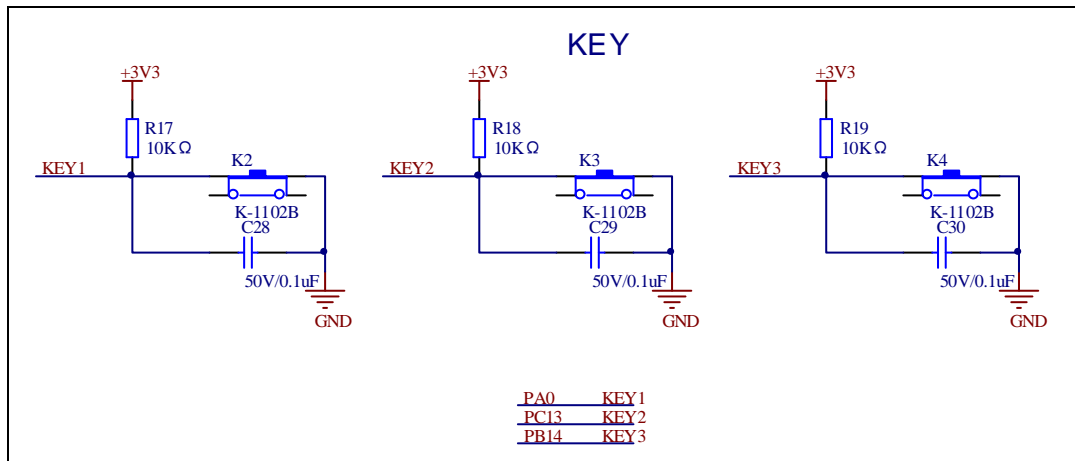 KEY
+3V3
R17
10KΩ
KEY1
K2
K-1102B
C28
50V/0.1uF
GND
+3V3
R18
10KΩ
KEY2
K3
K-1102B
C29
50V/0.1uF
GND
+3V3
R19
10KΩ
KEY3
K4
K-1102B
C30
50V/0.1uF
GND
PA0 KEY1
PC13 KEY2
PB14 KEY3